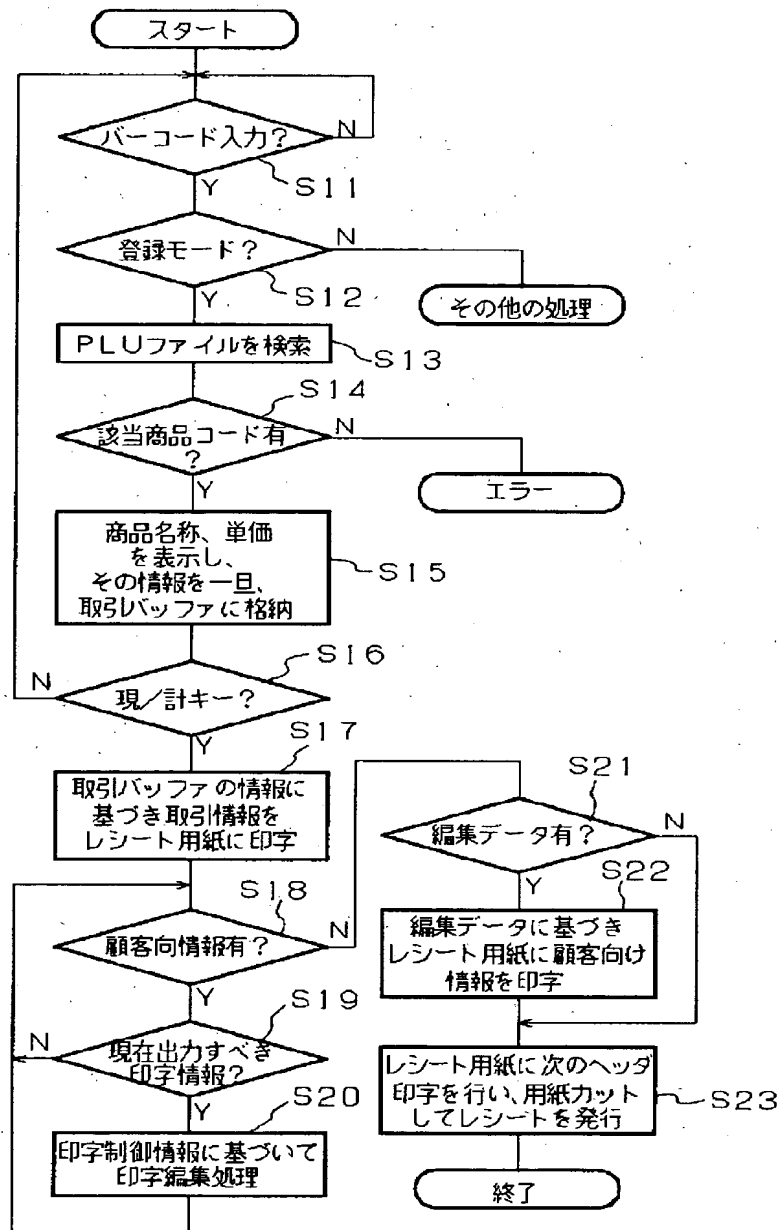 スタート
バーコード入力?
N
S11
Y
登録モード?
N
S12
Y
その他の処理
PLUファイルを検索
S13
S14
該当商品コード有
?
N
Y
エラー
商品名称、単価
を表示し、
その情報を一旦、
取引バッファに格納
S15
S16
N
現/計キー?
Y
S17
取引バッファの情報に
基づき取引情報を
レシート用紙に印字
S18
顧客向情報有?
N
Y
S19
N
現在出力すべき
印字情報?
Y
S20
印字制御情報に基づいて
印字編集処理
S21
編集データ有?
N
Y
S22
編集データに基づき
レシート用紙に顧客向け
情報を印字
レシート用紙に次のヘッダ
印字を行い、用紙カット
してレシートを発行
S23
終了